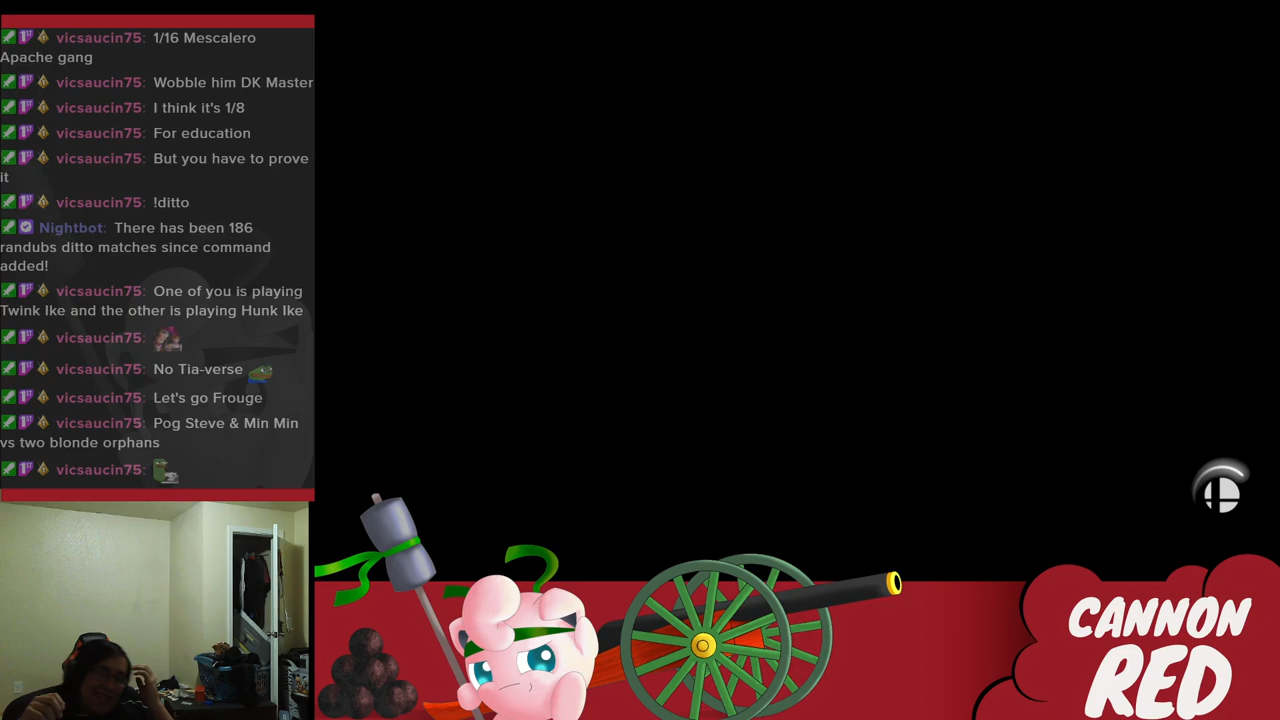 vicsaucin75: 1/16 Mescalero
Apache gang
vicsaucin75: Wobble him DK Master
vicsaucin75: I think it's 1/8
vicsaucin75: For education
vicsaucin75: But you have to prove
it
vicsaucin75: !ditto
Nightbot: There has been 186
randubs ditto matches since command
added!
vicsaucin75: One of you is playing
Twink Ike and the other is playing Hunk Ike
vicsaucin75:
vicsaucin75: No Tia-verse
vicsaucin75: Let's go Frouge
vicsaucin75: Pog Steve & Min Min
vs two blonde orphans
vicsaucin75:
CANNON
RED